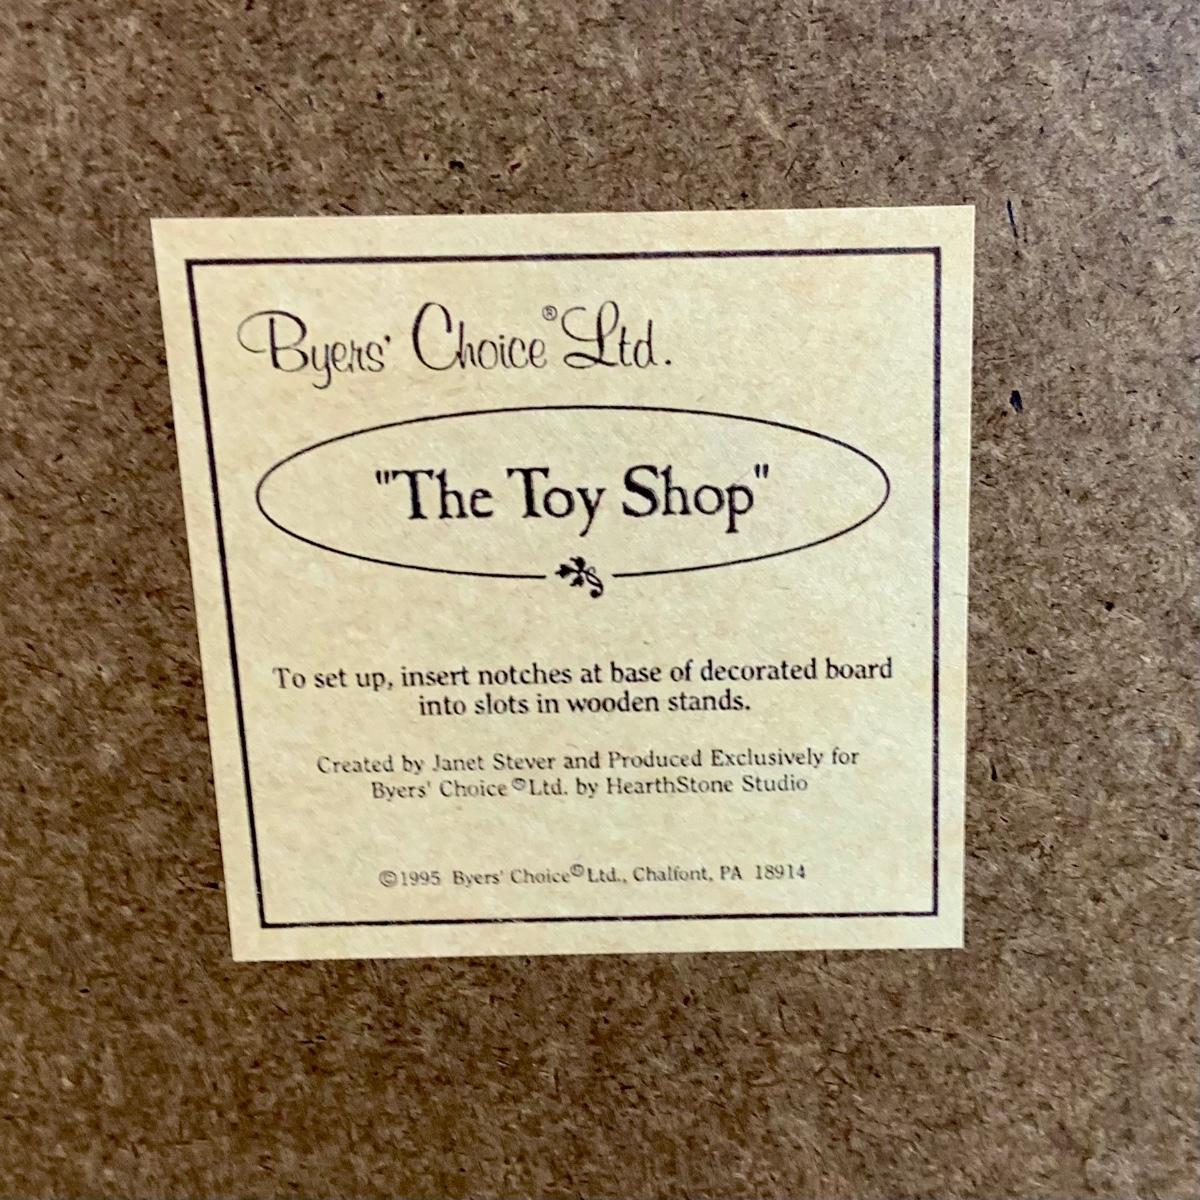 Byers' Choice® Ltd.
"The Toy Shop"
To set up, insert notches at base of decorated board
into slots in wooden stands.
Created by Janet Stever and Produced Exclusively for
Byers' Choice® Ltd. by HearthStone Studio
©1995 Byers' Choice® Ltd., Chalfont, PA 18914